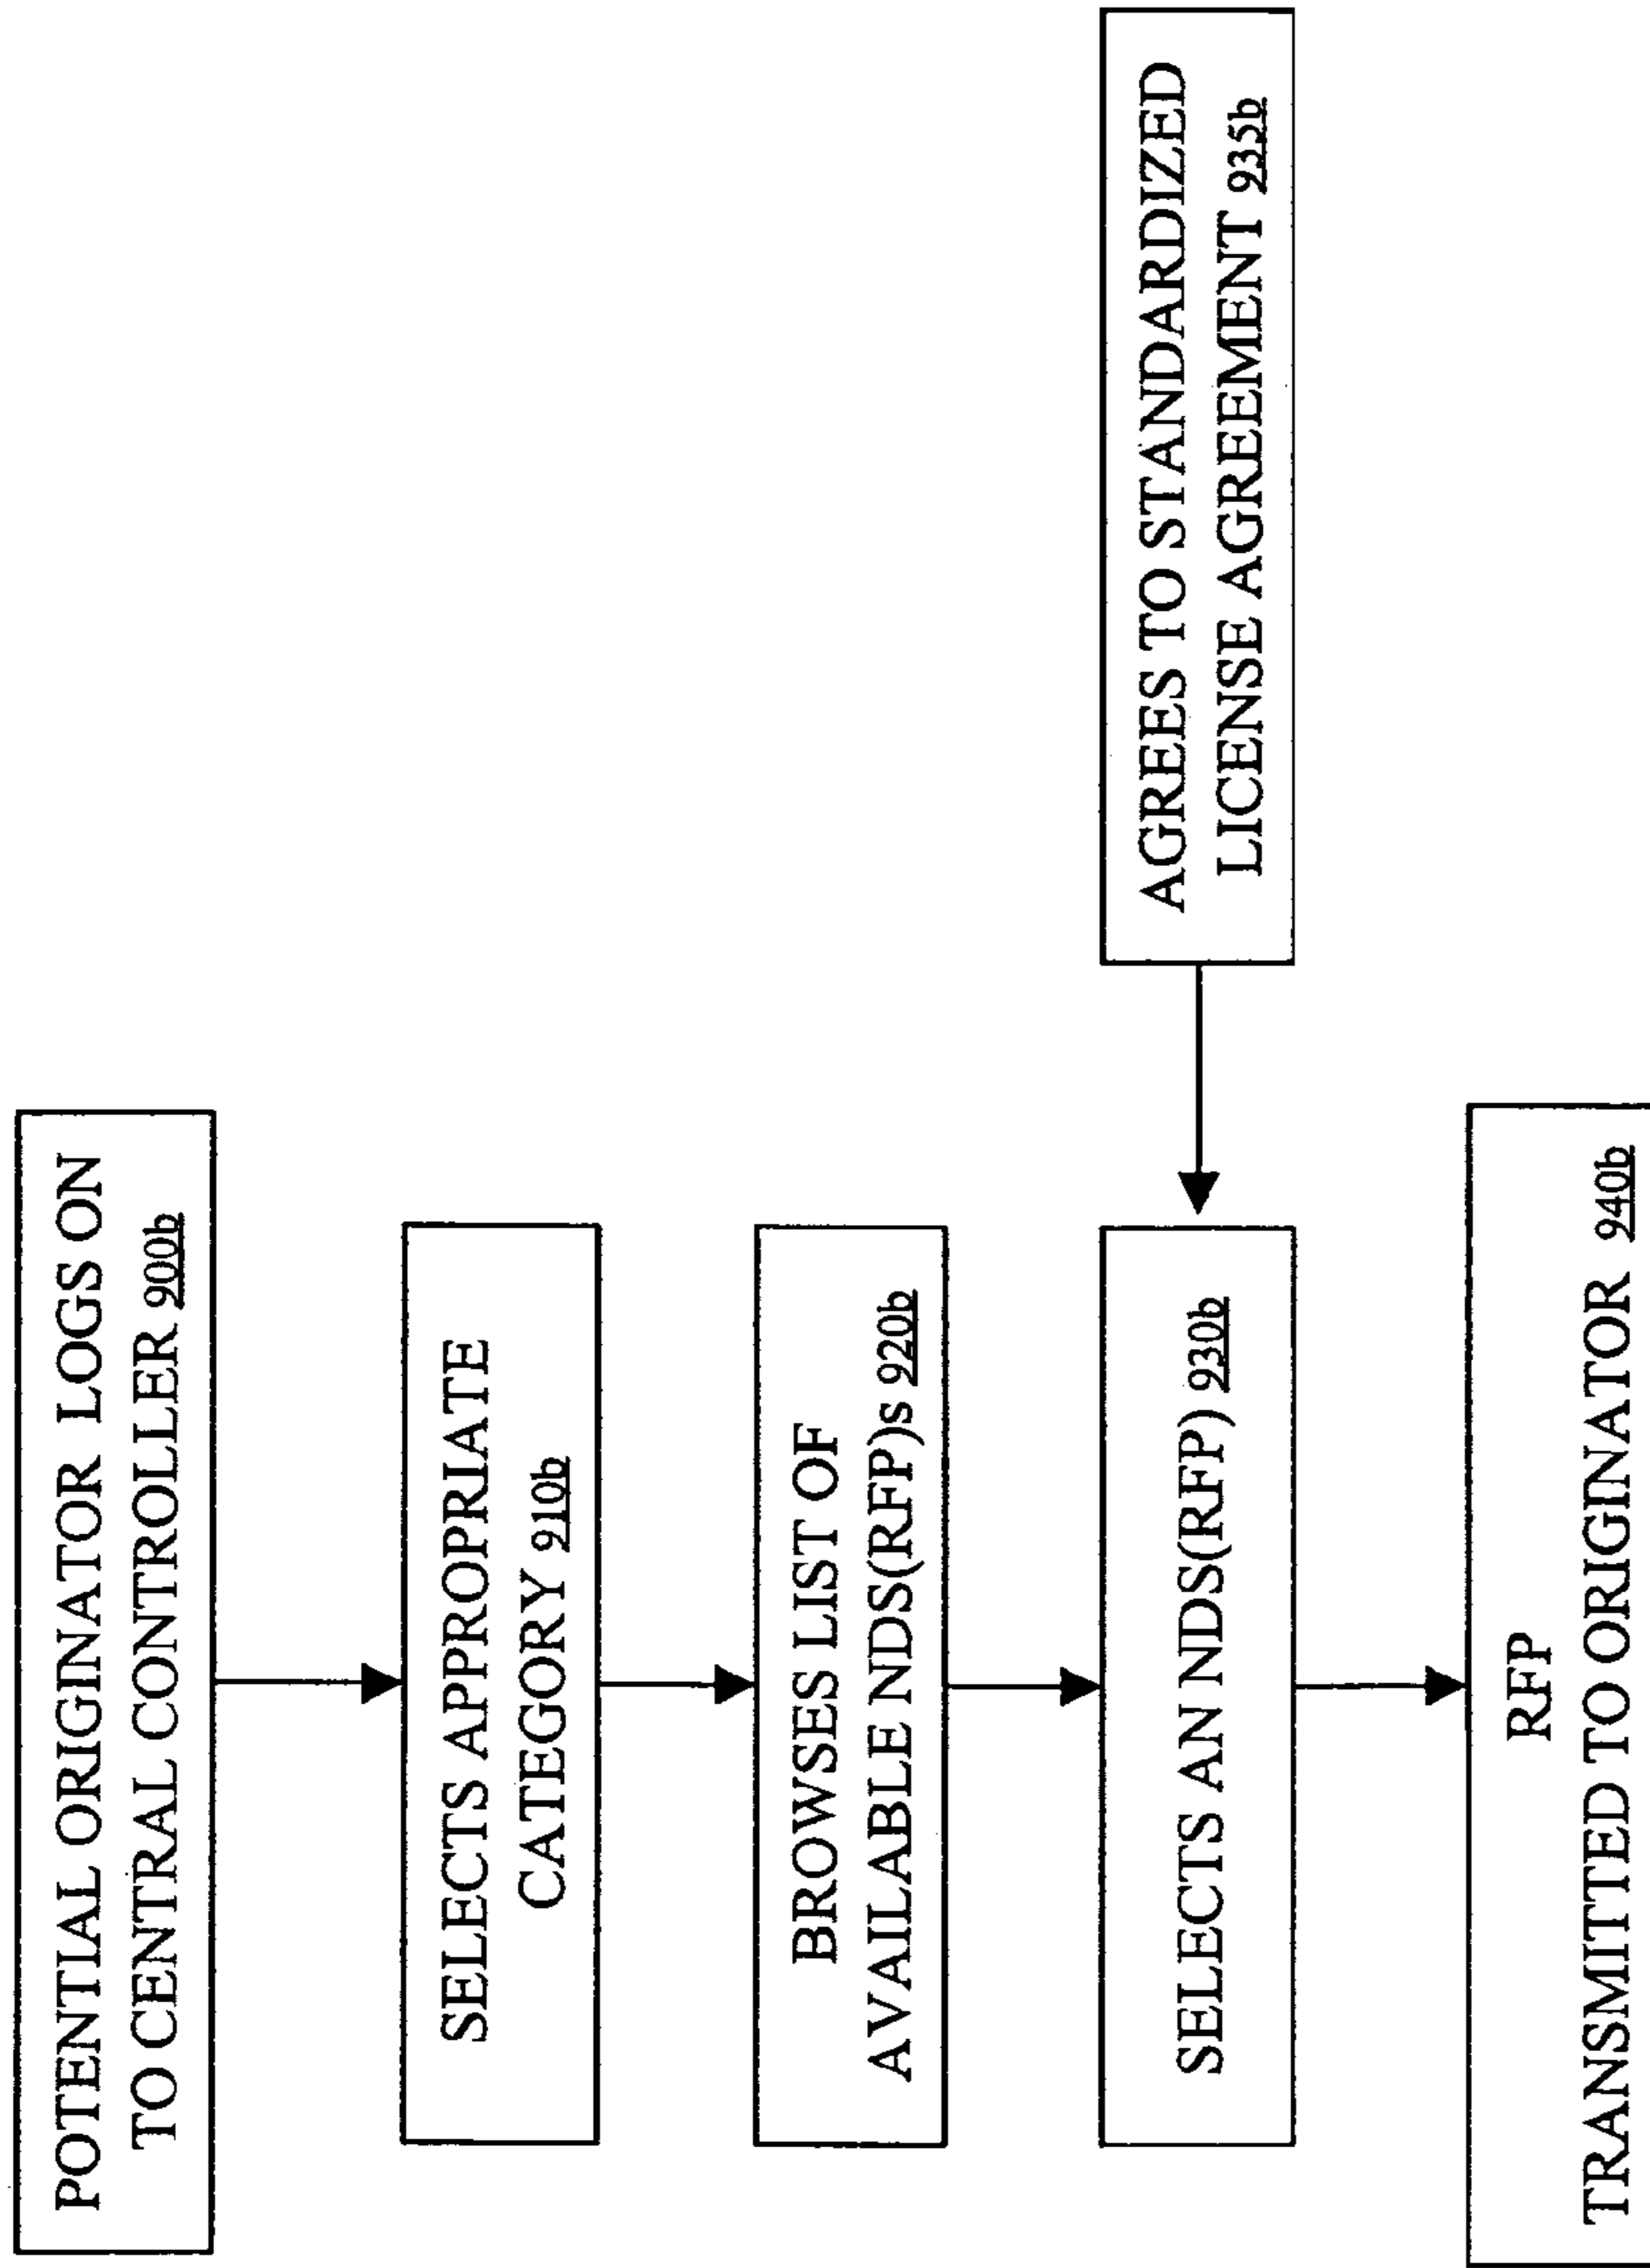 POTENTIAL ORIGINATOR LOGS ON
TO CENTRAL CONTROLLER 900b
SELECTS APPROPRIATE
CATEGORY 910b
BROWSES LIST OF
AVAILABLE NDS(RFP)s 920b
SELECTS AN NDS(RFP) 930b
AGREES TO STANDARDIZED
LICENSE AGREEMENT 935b
RFP
TRANSMITTED TO ORIGINATOR 940b